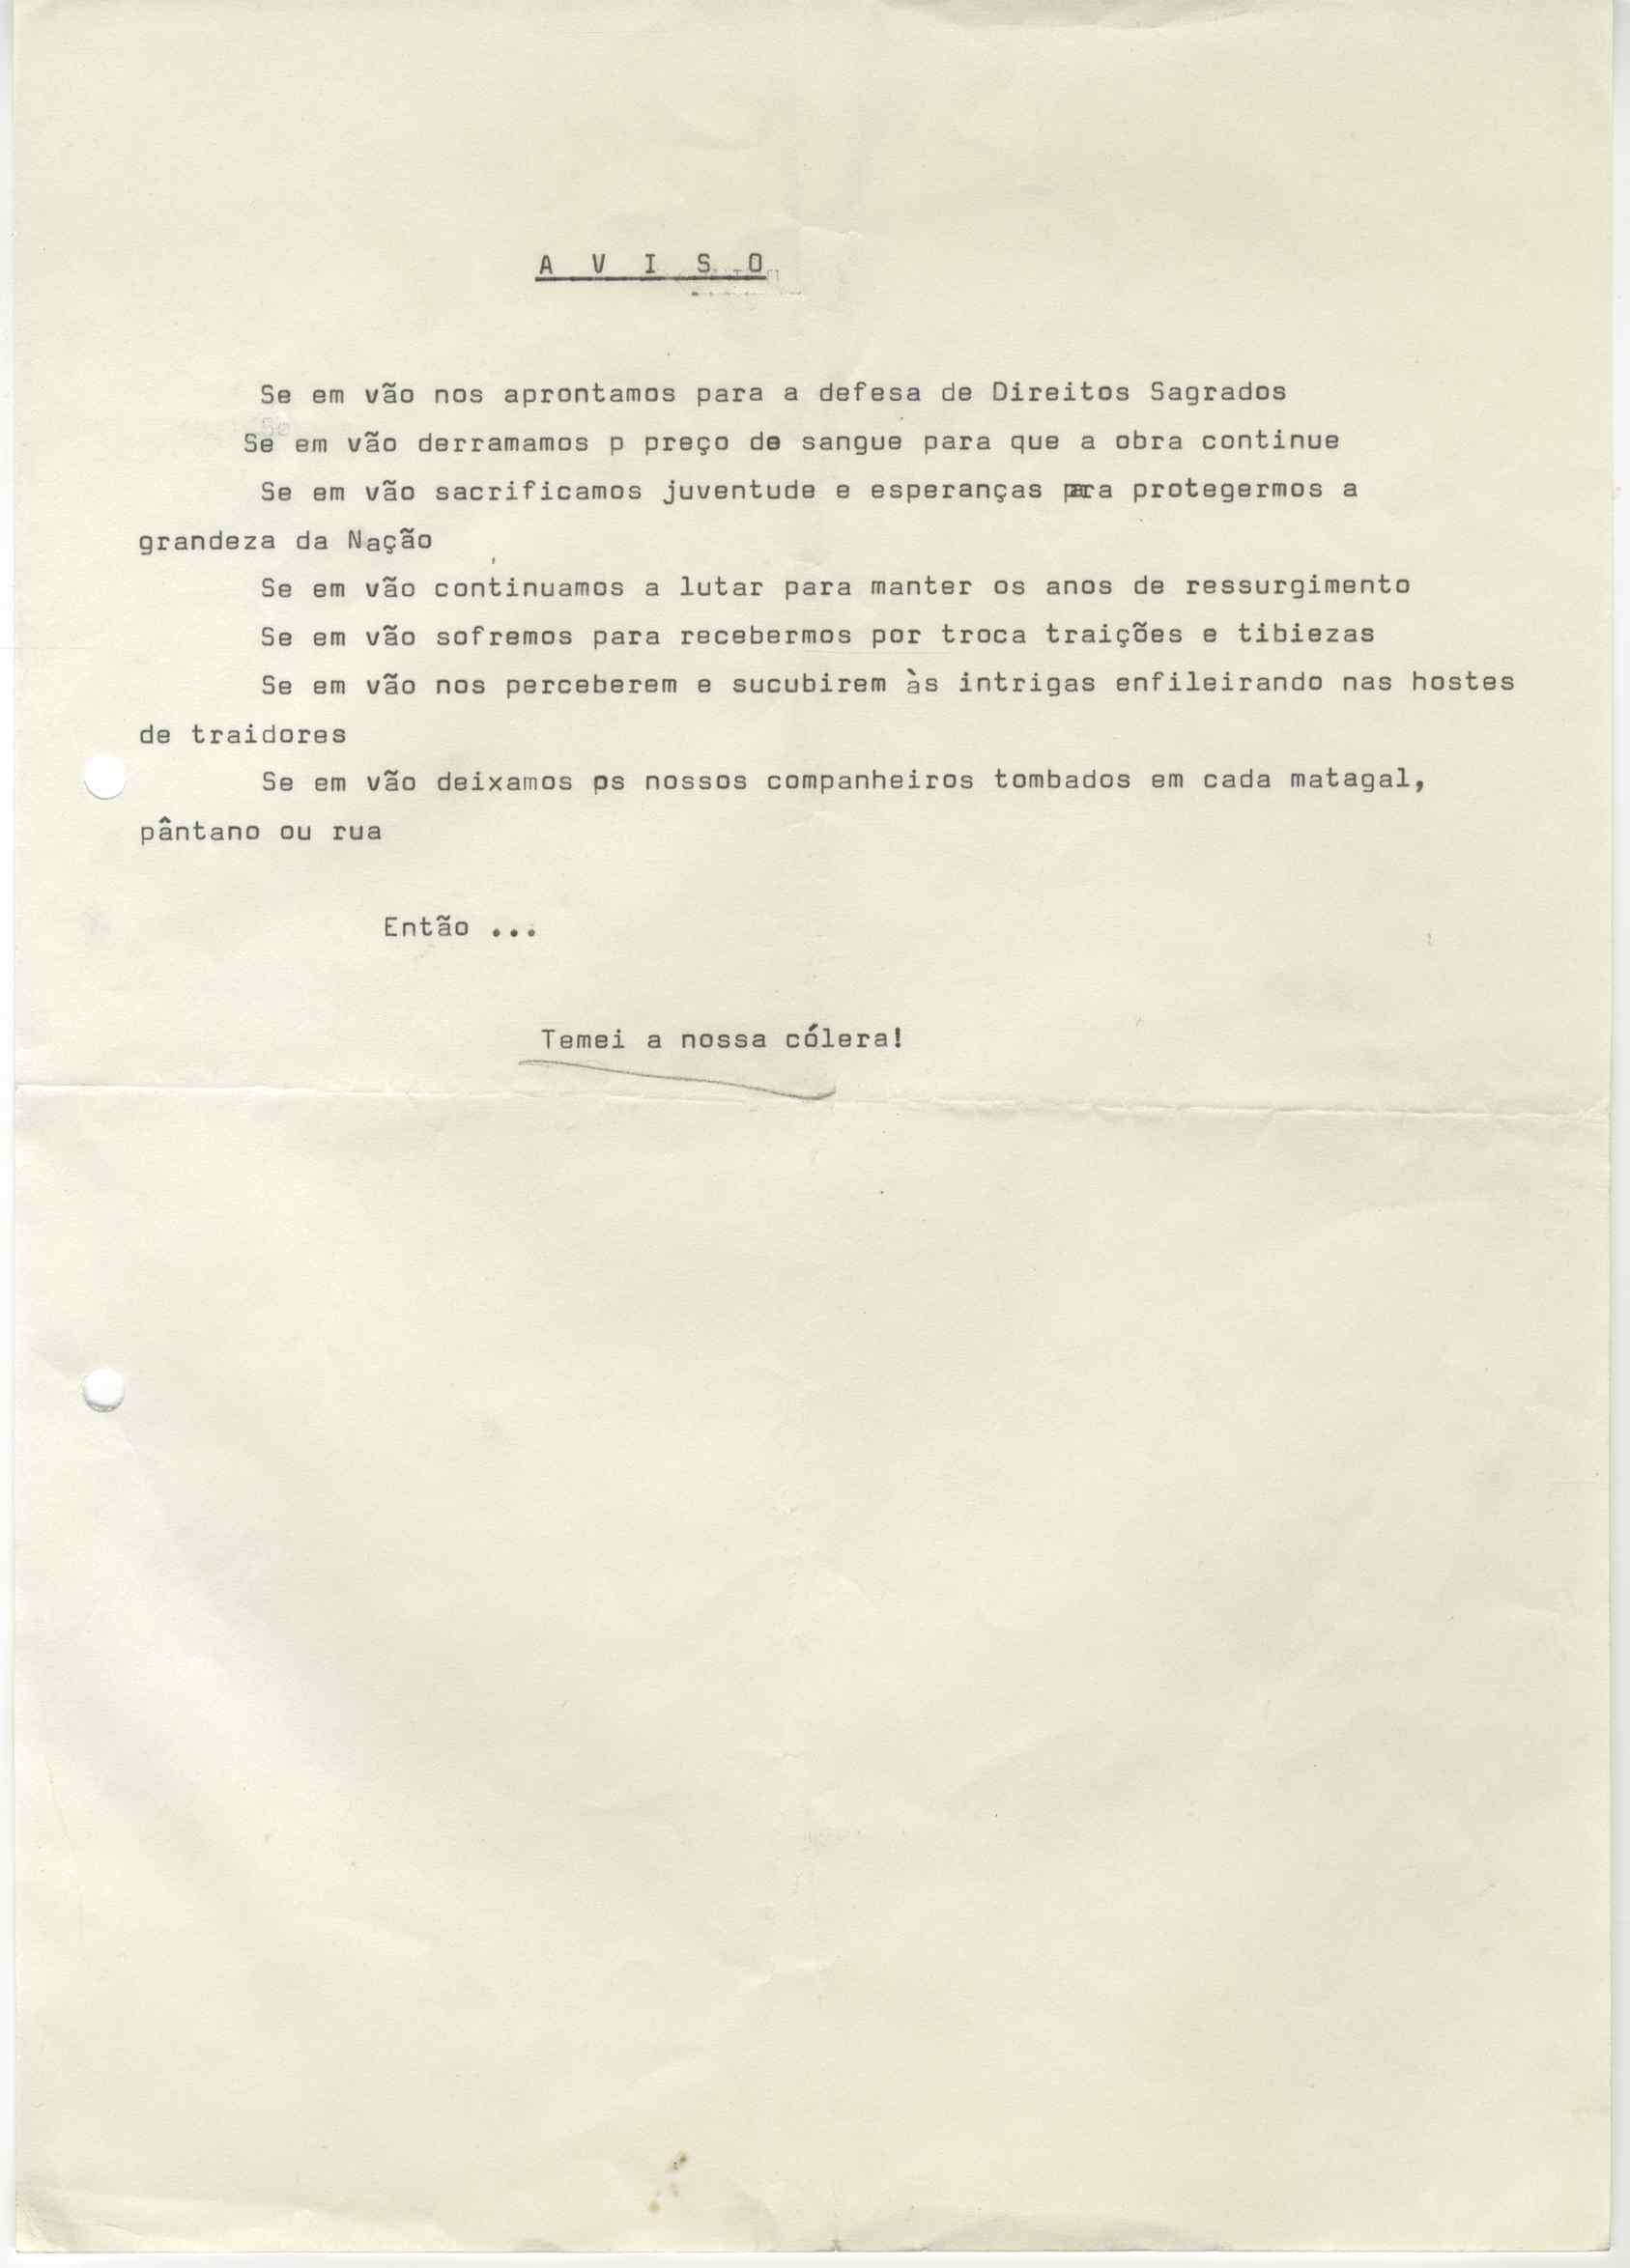 A V I S O
Se em vão nos aprontamos para a defesa de Direitos Sagrados
Se em vão derramamos p preço de sangue para que a obra continue
Se em vão sacrificamos juventude e esperanças para protegermos a
grandeza da Nação
Se em vão continuamos a lutar para manter os anos de ressurgimento
Se em vão sofremos para recebermos por troca traições e tibiezas
Se em vão nos perceberem e sucubirem às intrigas enfileirando nas hostes
de traidores
Se em vão deixamos os nossos companheiros tombados em cada matagal,
pântano ou rua
Então ...
Temei a nossa cólera!